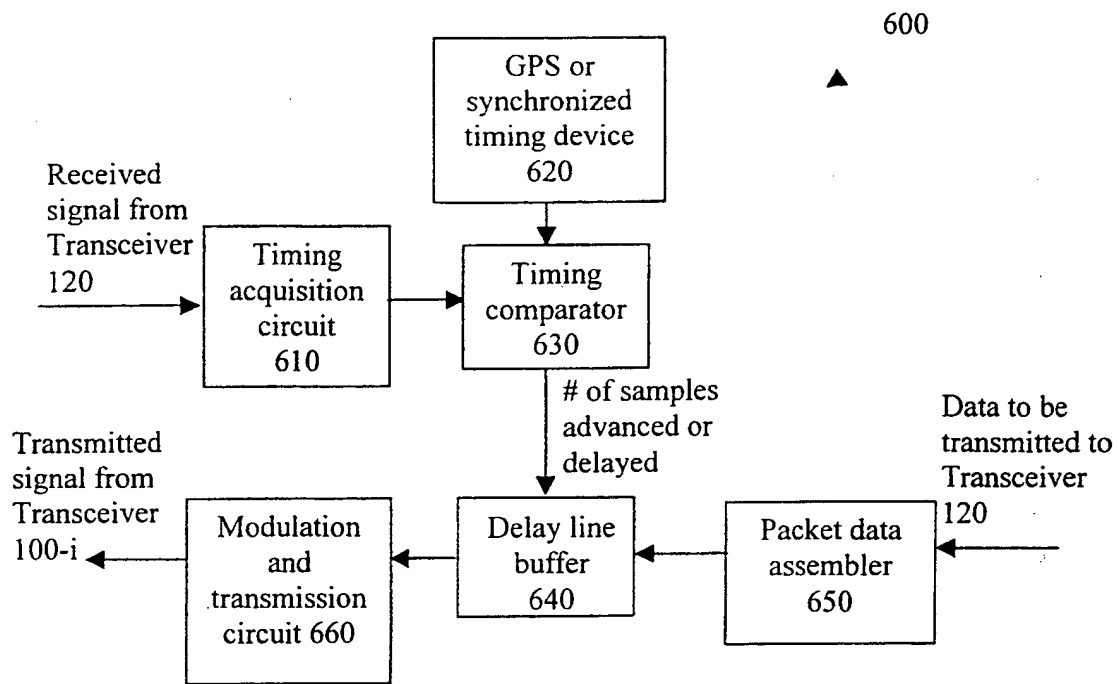 600
GPS or
synchronized
timing device
620
Received
signal from
Transceiver
120
Timing
acquisition
circuit
610
Timing
comparator
630
# of samples
advanced or
delayed
Data to be
transmitted to
Transceiver
120
Transmitted
signal from
Transceiver
100-i
Modulation
and
transmission
circuit 660
Delay line
buffer
640
Packet data
assembler
650